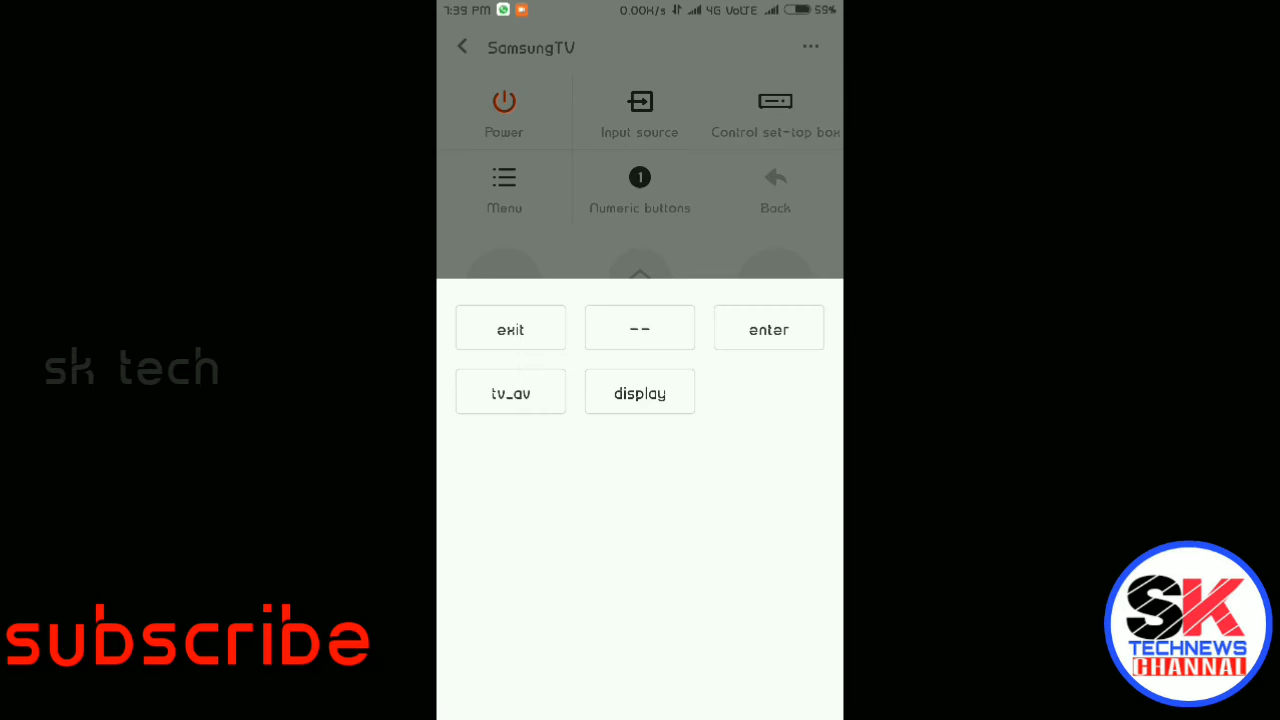 7:39 PM 0.00K/s 4G VoLTE 59%
SamsungTV
Power Input source Control set-top box
1
Menu Numeric buttons Back
exit -- enter
tv_av display
sk tech
subscribe
SK
TECHNEWS
CHANNAL